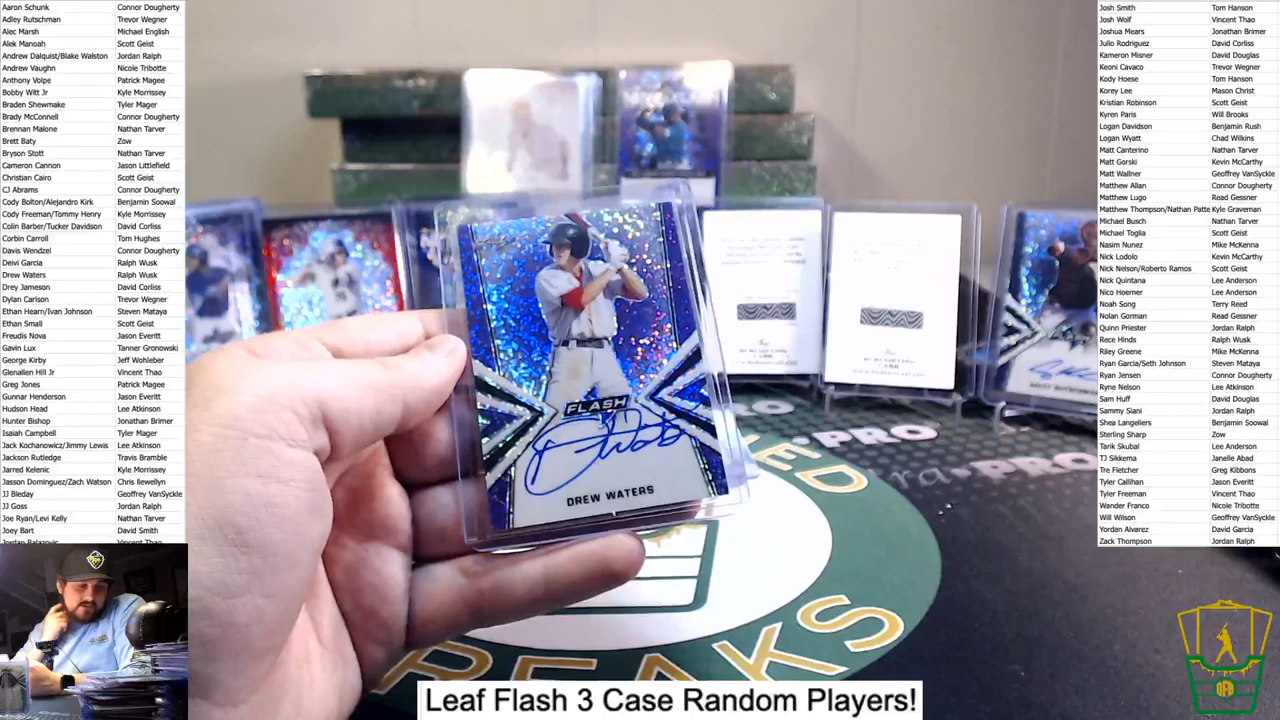 Aaron Schunk Connor Dougherty
Adley Rutschman Trevor Wegner
Alec Marsh Michael English
Alek Manoah Scott Geist
Andrew Dalquist/Blake Walston Jordan Ralph
Andrew Vaughn Nicole Tribotte
Anthony Volpe Patrick Magee
Bobby Witt Jr Kyle Morrissey
Braden Shewmake Tyler Mager
Brady McConnell Connor Dougherty
Brennan Malone Nathan Tarver
Brett Baty Zow
Bryson Stott Nathan Tarver
Cameron Cannon Jason Littlefield
Christian Cairo Scott Geist
CJ Abrams Connor Dougherty
Cody Bolton/Alejandro Kirk Benjamin Soowal
Cody Freeman/Tommy Henry Kyle Morrissey
Colin Barber/Tucker Davidson David Corliss
Corbin Carroll Tom Hughes
Davis Wendzel Connor Dougherty
Deivi Garcia Ralph Wusk
Drew Waters Ralph Wusk
Drey Jameson David Corliss
Dylan Carlson Trevor Wegner
Ethan Hearn/Ivan Johnson Steven Mataya
Ethan Small Scott Geist
Freudis Nova Jason Everitt
Gavin Lux Tanner Gronowski
George Kirby Jeff Wohleber
Glenallen Hill Jr Vincent Thao
Greg Jones Patrick Magee
Gunnar Henderson Jason Everitt
Hudson Head Lee Atkinson
Hunter Bishop Jonathan Brimer
Isaiah Campbell Tyler Mager
Jack Kochanowicz/Jimmy Lewis Lee Atkinson
Jackson Rutledge Travis Bramble
Jarred Kelenic Kyle Morrissey
Jasson Dominguez/Zach Watson Chris llewellyn
JJ Bleday Geoffrey VanSyckle
JJ Goss Jordan Ralph
Joe Ryan/Levi Kelly Nathan Tarver
Joey Bart David Smith
Jordan Balazovic Vincent Thao
FLASH
DREW WATERS
PRO
BREAKS
Leaf Flash 3 Case Random Players!
Josh Smith Tom Hanson
Josh Wolf Vincent Thao
Joshua Mears Jonathan Brimer
Julio Rodriguez David Corliss
Kameron Misner David Douglas
Keoni Cavaco Trevor Wegner
Kody Hoese Tom Hanson
Korey Lee Mason Christ
Kristian Robinson Scott Geist
Kyren Paris Will Brooks
Logan Davidson Benjamin Rush
Logan Wyatt Chad Wilkins
Matt Canterino Nathan Tarver
Matt Gorski Kevin McCarthy
Matt Wallner Geoffrey VanSyckle
Matthew Allan Connor Dougherty
Matthew Lugo Read Gessner
Matthew Thompson/Nathan Patte Kyle Graveman
Michael Busch Nathan Tarver
Michael Toglia Scott Geist
Nasim Nunez Mike McKenna
Nick Lodolo Kevin McCarthy
Nick Nelson/Roberto Ramos Scott Geist
Nick Quintana Lee Anderson
Nico Hoerner Lee Anderson
Noah Song Terry Reed
Nolan Gorman Read Gessner
Quinn Priester Jordan Ralph
Rece Hinds Ralph Wusk
Riley Greene Mike McKenna
Ryan Garcia/Seth Johnson Steven Mataya
Ryan Jensen Connor Dougherty
Ryne Nelson Lee Atkinson
Sam Huff David Douglas
Sammy Siani Jordan Ralph
Shea Langeliers Benjamin Soowal
Sterling Sharp Zow
Tarik Skubal Lee Anderson
TJ Sikkema Janelle Abad
Tre Fletcher Greg Kibbons
Tyler Callihan Jason Everitt
Tyler Freeman Vincent Thao
Wander Franco Nicole Tribotte
Will Wilson Geoffrey VanSyckle
Yordan Alvarez David Garcia
Zack Thompson Jordan Ralph
QFB